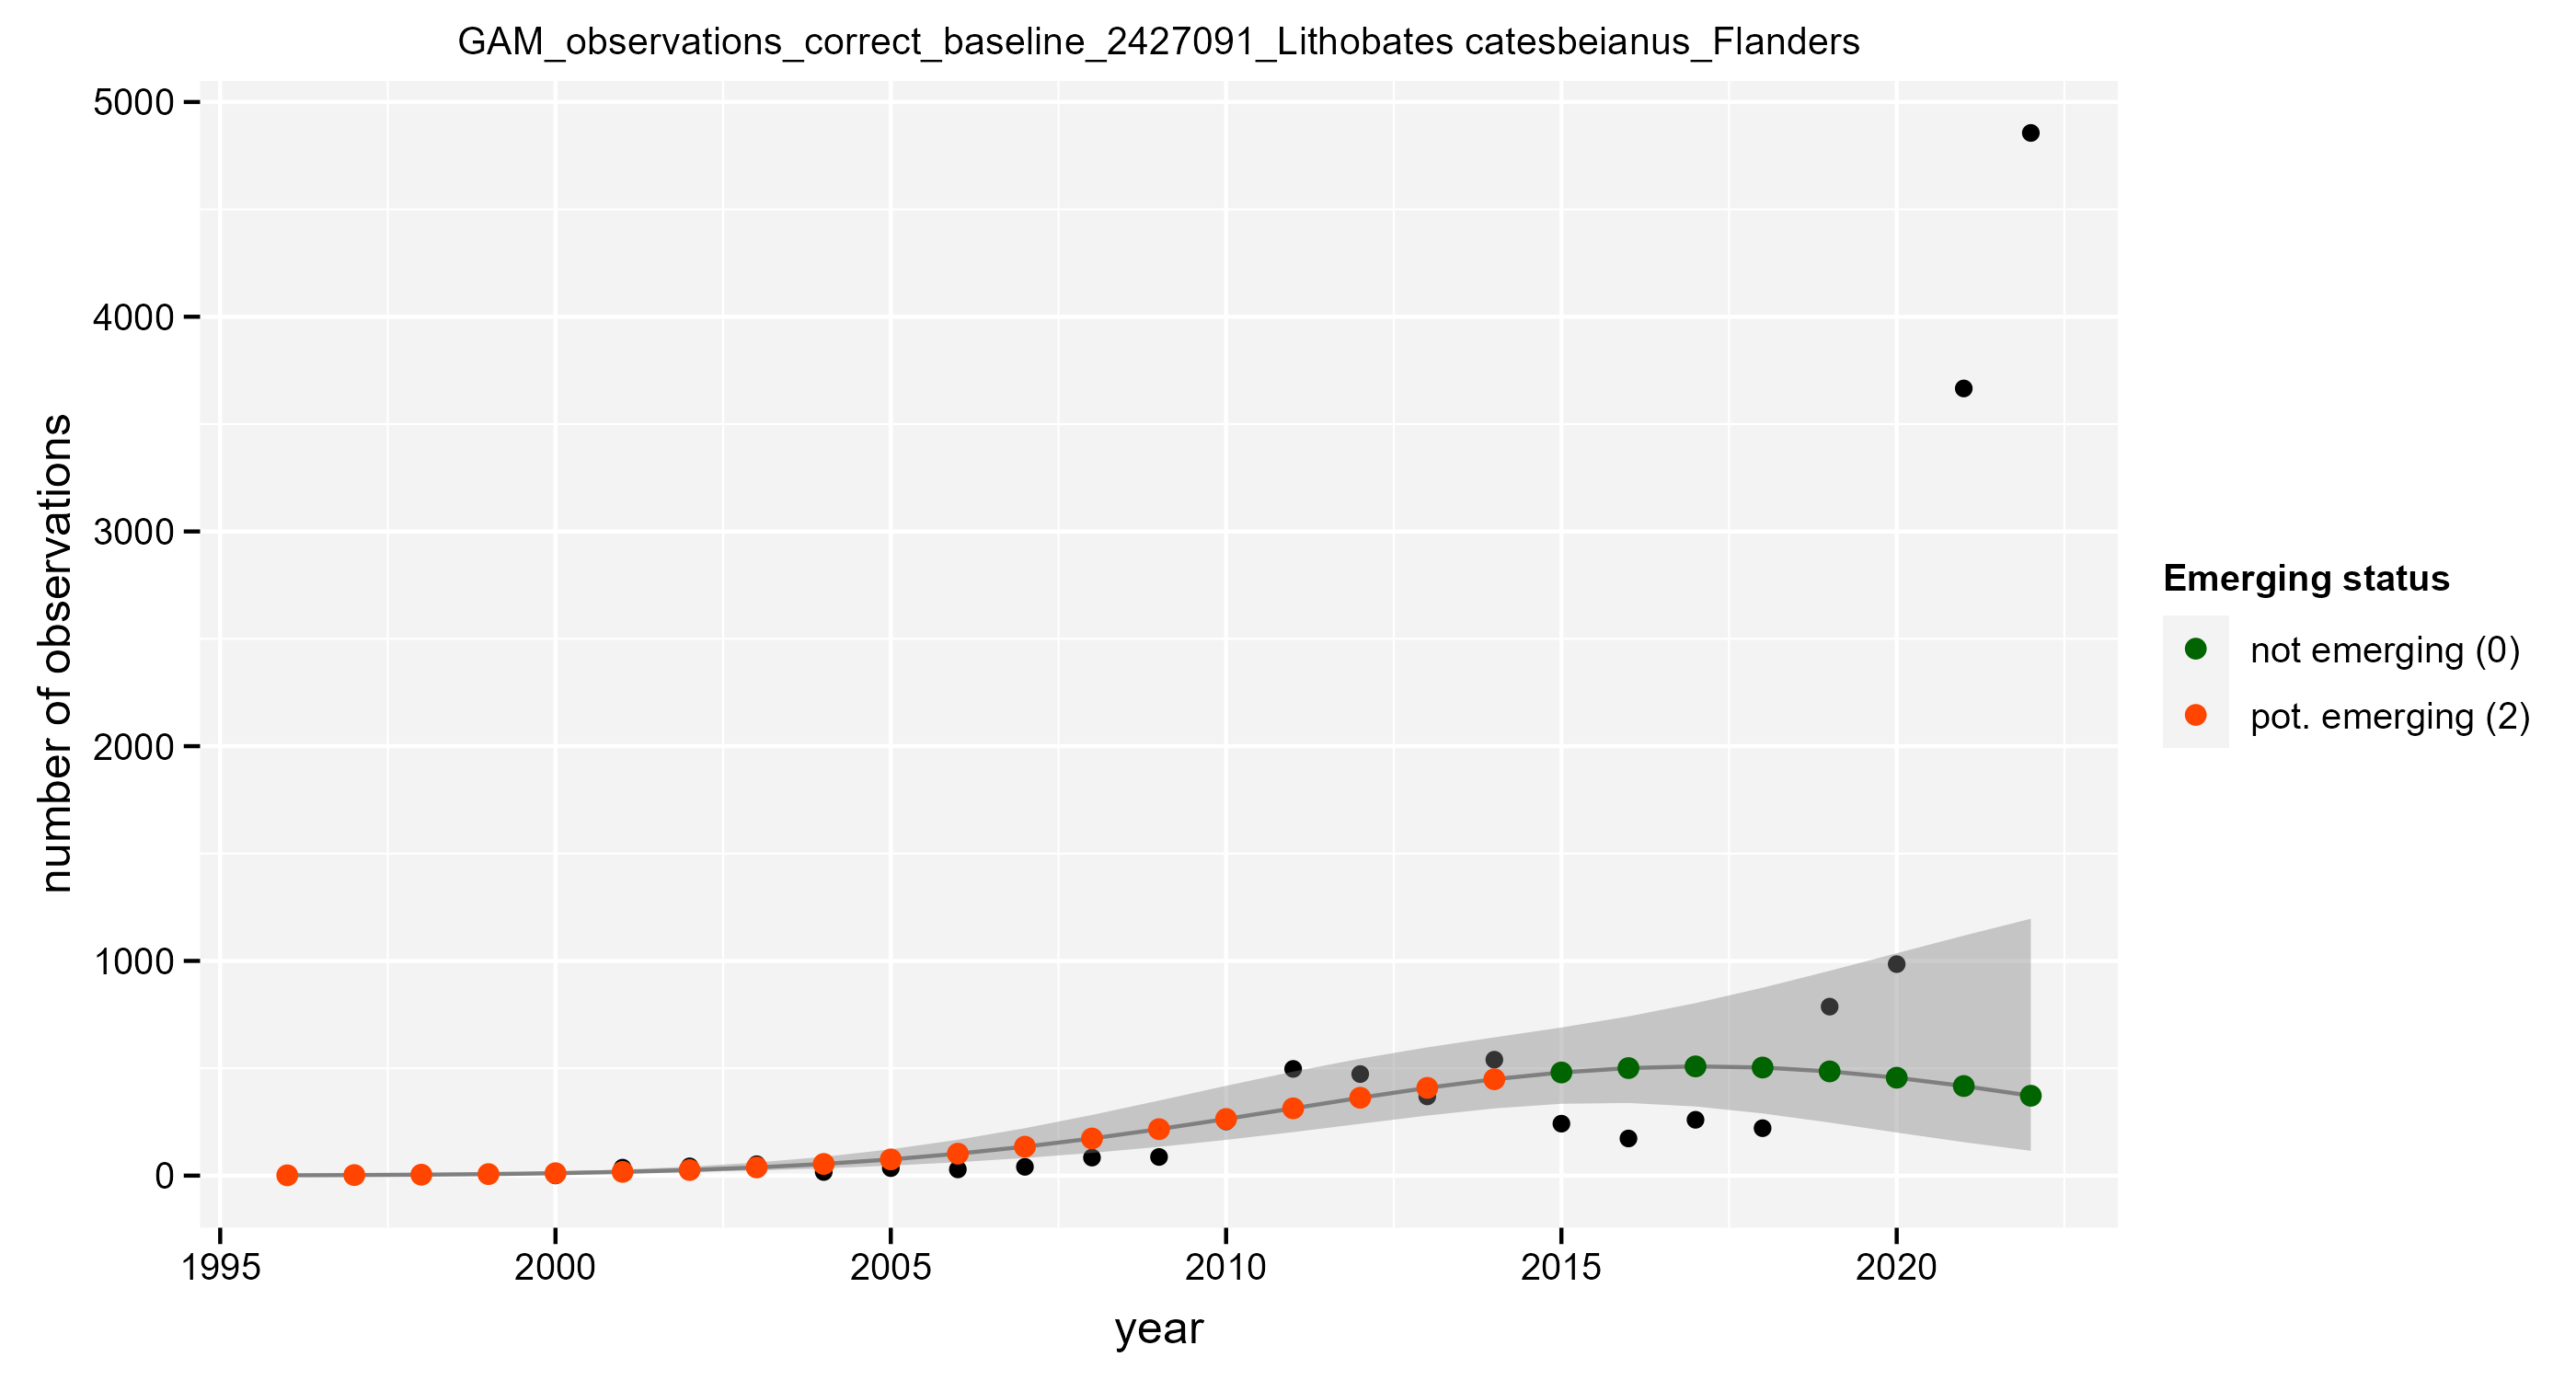 GAM_observations_correct_baseline_2427091_Lithobates catesbeianus_Flanders
number of observations
5000
4000
3000
2000
1000
0
1995 2000 2005 2010 2015 2020
year
Emerging status
not emerging (0)
pot. emerging (2)